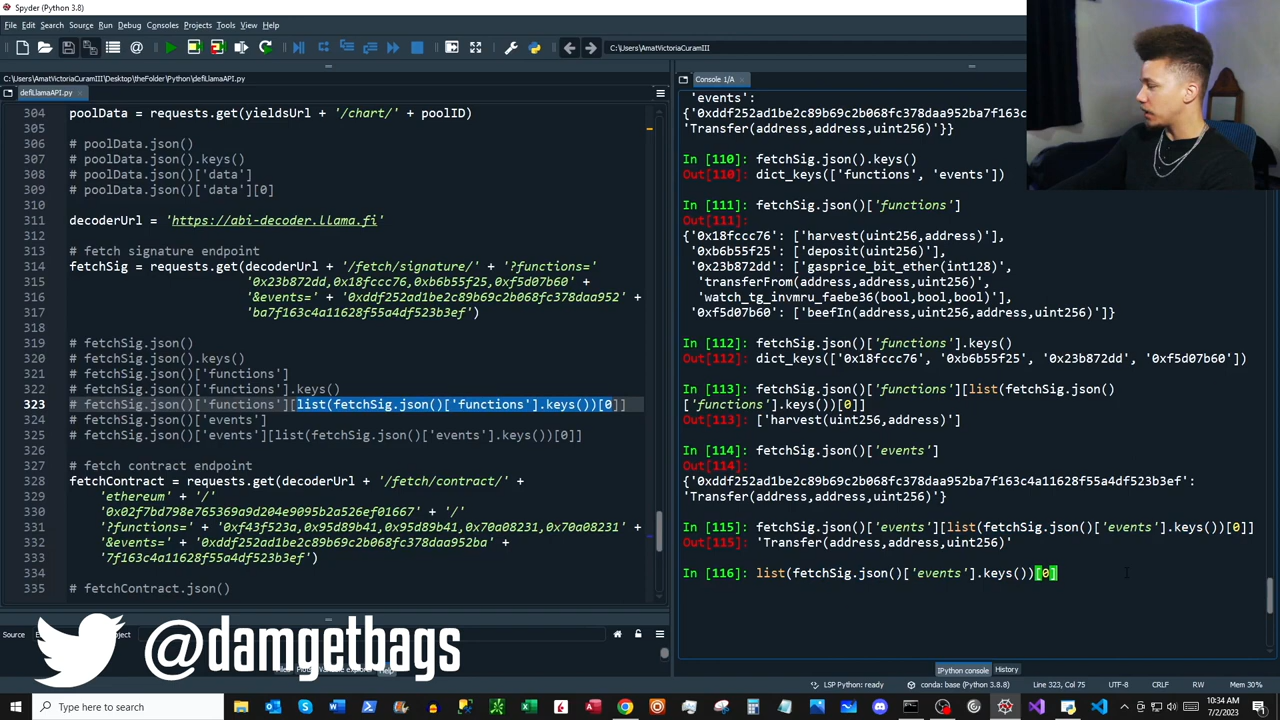 Spyder (Python 3.8)
File Edit Search Source Run Debug Consoles Projects Tools View Help
C:\Users\AmatVictoriaCuramIII
C:\Users\AmatVictoriaCuramIII\Desktop\theFolder\Python\defiLlamaAPI.py
defiLlamaAPI.py
304 poolData = requests.get(yieldsUrl + '/chart/' + poolID)
305
306 # poolData.json()
307 # poolData.json().keys()
308 # poolData.json()['data']
309 # poolData.json()['data'][0]
310
311 decoderUrl = 'https://abi-decoder.llama.fi'
312
313 # fetch signature endpoint
314 fetchSig = requests.get(decoderUrl + '/fetch/signature/' + '?functions='
315 '0x23b872dd,0x18fccc76,0xb6b55f25,0xf5d07b60' +
316 '&events=' + '0xddf252ad1be2c89b69c2b068fc378daa952' +
317 'ba7f163c4a11628f55a4df523b3ef')
318
319 # fetchSig.json()
320 # fetchSig.json().keys()
321 # fetchSig.json()['functions']
322 # fetchSig.json()['functions'].keys()
323 # fetchSig.json()['functions'][list(fetchSig.json()['functions'].keys())[0]]
324 # fetchSig.json()['events']
325 # fetchSig.json()['events'][list(fetchSig.json()['events'].keys())[0]]
326
327 # fetch contract endpoint
328 fetchContract = requests.get(decoderUrl + '/fetch/contract/' +
329 'ethereum' + '/'
330 '0x02f7bd798e765369a9d204e9095b2a526ef01667' + '/'
331 '?functions=' + '0xf43f523a,0x95d89b41,0x95d89b41,0x70a08231,0x70a08231' +
332 '&events=' + '0xddf252ad1be2c89b69c2b068fc378daa952ba' +
333 '7f163c4a11628f55a4df523b3ef')
334
335 # fetchContract.json()
Source
@damgetbags
Console 1/A
'events':
{'0xddf252ad1be2c89b69c2b068fc378daa952ba7f163c
'Transfer(address,address,uint256)'}}
In [110]: fetchSig.json().keys()
Out[110]: dict_keys(['functions', 'events'])
In [111]: fetchSig.json()['functions']
Out[111]:
{'0x18fccc76': ['harvest(uint256,address)'],
'0xb6b55f25': ['deposit(uint256)'],
'0x23b872dd': ['gasprice_bit_ether(int128)',
'transferFrom(address,address,uint256)',
'watch_tg_invmru_faebe36(bool,bool,bool)'],
'0xf5d07b60': ['beefIn(address,uint256,address,uint256)']}
In [112]: fetchSig.json()['functions'].keys()
Out[112]: dict_keys(['0x18fccc76', '0xb6b55f25', '0x23b872dd', '0xf5d07b60'])
In [113]: fetchSig.json()['functions'][list(fetchSig.json()
['functions'].keys())[0]]
Out[113]: ['harvest(uint256,address)']
In [114]: fetchSig.json()['events']
Out[114]:
{'0xddf252ad1be2c89b69c2b068fc378daa952ba7f163c4a11628f55a4df523b3ef':
'Transfer(address,address,uint256)'}
In [115]: fetchSig.json()['events'][list(fetchSig.json()['events'].keys())[0]]
Out[115]: 'Transfer(address,address,uint256)'
In [116]: list(fetchSig.json()['events'].keys())[0]
IPython console History
LSP Python: ready conda: base (Python 3.8.8) Line 323, Col 75 UTF-8 CRLF RW Mem 30%
Type here to search
10:34 AM
7/2/2023